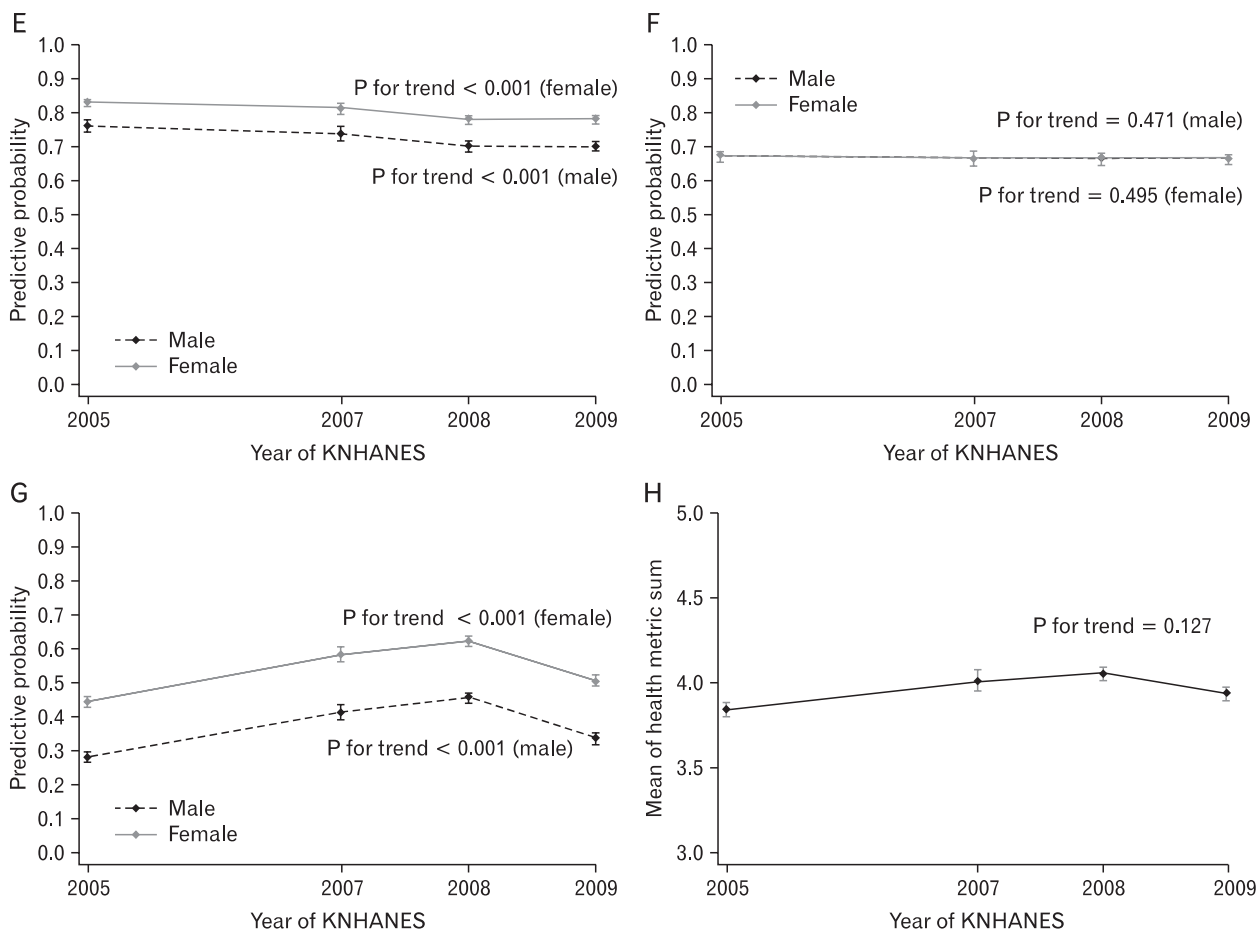 E
1.0
0.9
0.8
0.7
0.6
0.5
0.4
0.3
0.2
0.1
0.0
Predictive probability
P for trend < 0.001 (female)
P for trend < 0.001 (male)
Male
Female
2005 2007 2008 2009
Year of KNHANES
F
1.0
0.9
0.8
0.7
0.6
0.5
0.4
0.3
0.2
0.1
0.0
Predictive probability
Male
Female
P for trend = 0.471 (male)
P for trend = 0.495 (female)
2005 2007 2008 2009
Year of KNHANES
G
1.0
0.9
0.8
0.7
0.6
0.5
0.4
0.3
0.2
0.1
0.0
Predictive probability
P for trend < 0.001 (female)
P for trend < 0.001 (male)
Male
Female
2005 2007 2008 2009
Year of KNHANES
H
5.0
4.5
4.0
3.5
3.0
Mean of health metric sum
P for trend = 0.127
2005 2007 2008 2009
Year of KNHANES